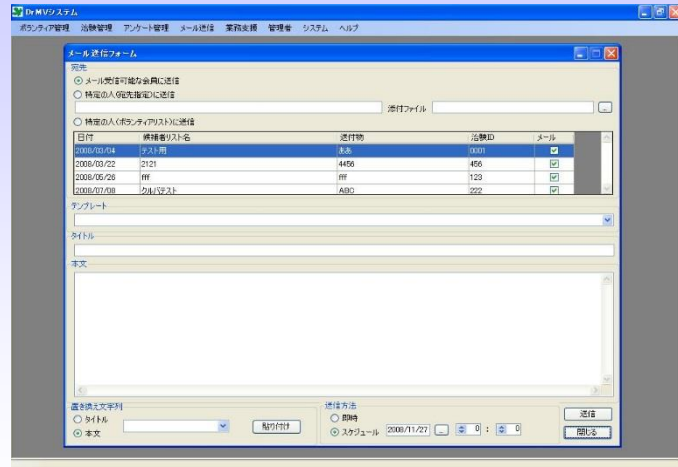 DrMVシステム
ボランティア管理 治験管理 アンケート管理 メール送信 業務支援 管理者 システム ヘルプ
メール送信フォーム
宛先
メール受信可能な会員に送信
特定の人(宛先指定)に送信
添付ファイル ...
特定の人(ボランティアリスト)に送信
日付 候補者リスト名 送付物 治験ID メール
2008/03/04 テスト用 ああ 0001
2008/03/22 2121 4456 456
2008/05/26 fff fff 123
2008/07/08 クルパテスト ABC 222
テンプレート
タイトル
本文
置き換え文字列
タイトル
本文
貼り付け
送信方法
即時
スケジュール 2008/11/27 ... 0 : 0
送信
閉じる